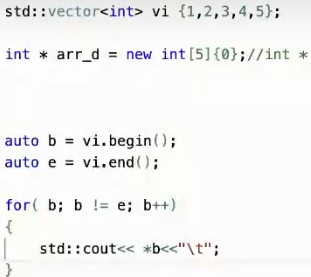 std::vector<int> vi {1,2,3,4,5};
int * arr_d = new int[5]{0};//int *
auto b = vi.begin();
auto e = vi.end();
for( b; b != e; b++)
{
std::cout<< *b<<"\t";
}